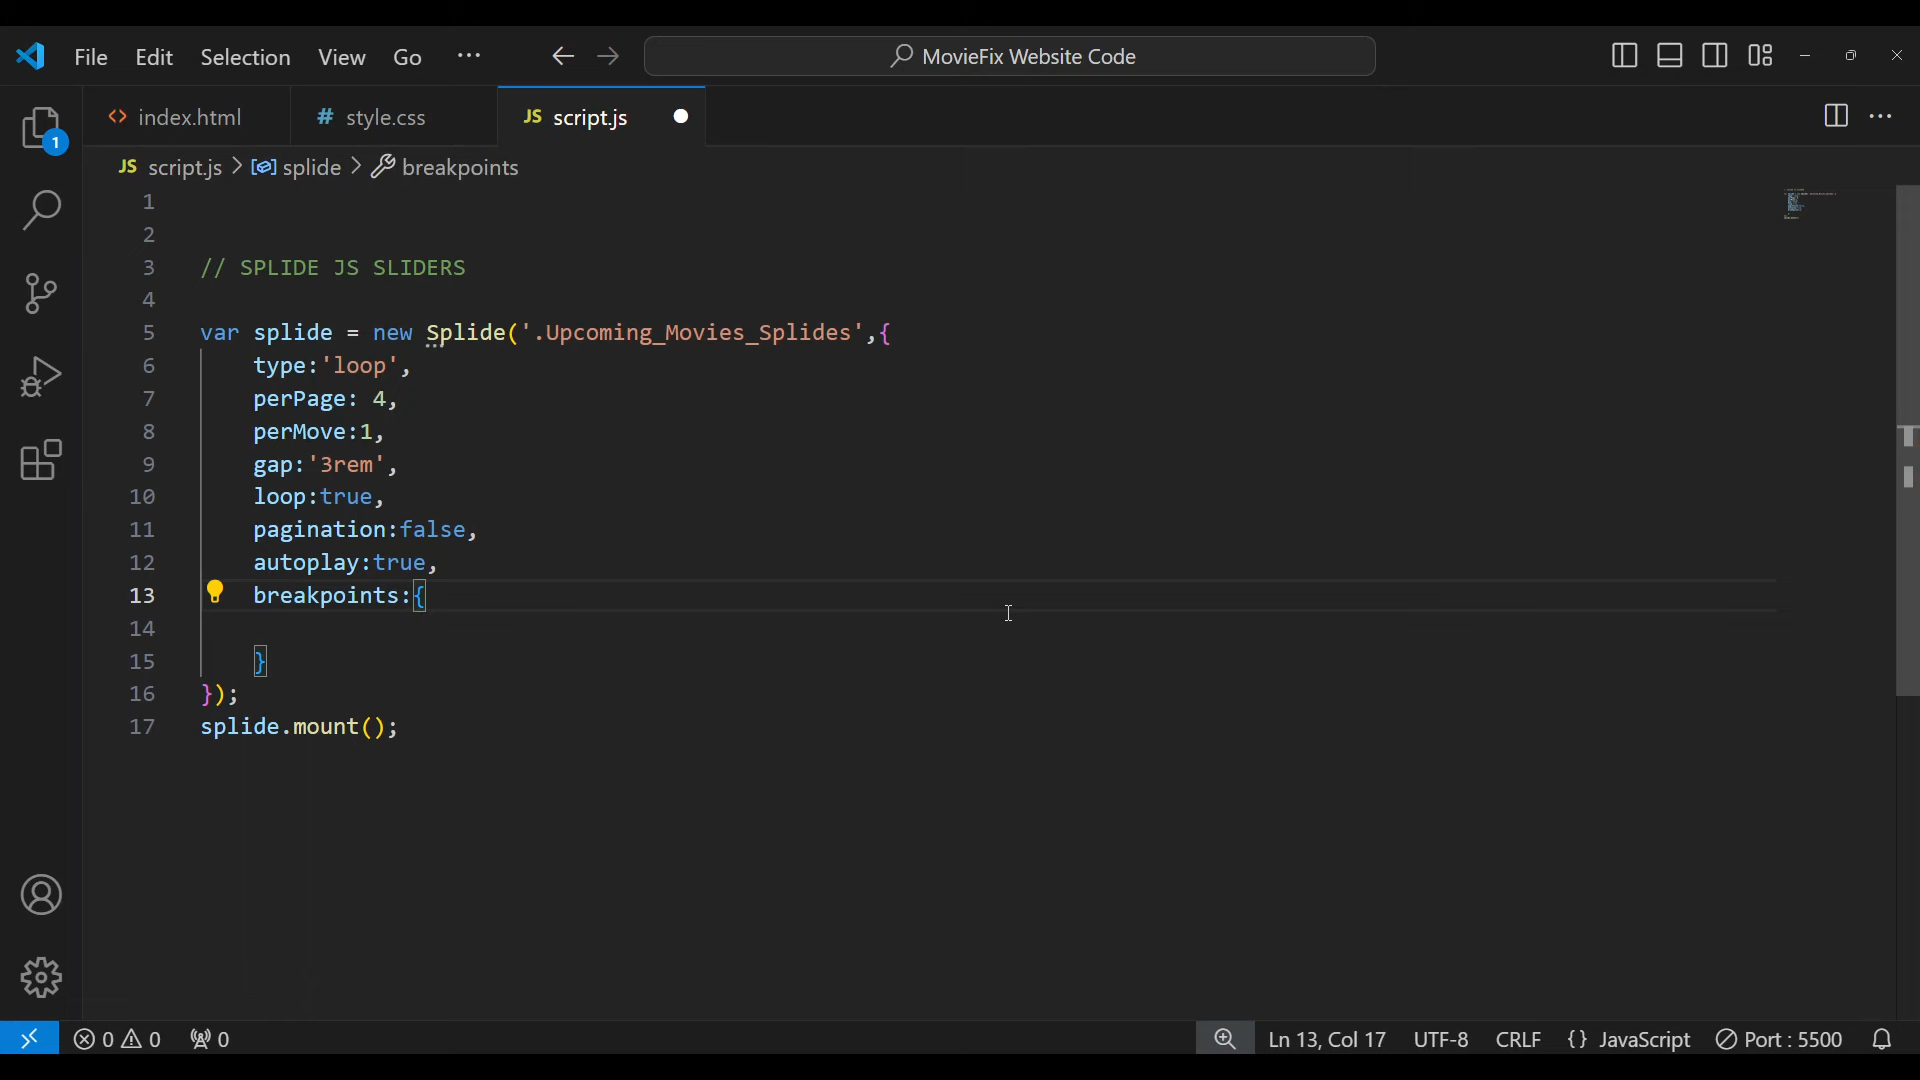 File Edit Selection View Go ··· MovieFix Website Code
1
index.html style.css JS script.js
JS script.js > splide > breakpoints
1
2
3 // SPLIDE JS SLIDERS
4
5 var splide = new Splide('.Upcoming_Movies_Splides',{
6 type:'loop',
7 perPage: 4,
8 perMove:1,
9 gap:'3rem',
10 loop:true,
11 pagination:false,
12 autoplay:true,
13 breakpoints:{
14
15 }
16 });
17 splide.mount();
0 0 0 Ln 13, Col 17 UTF-8 CRLF {} JavaScript Port : 5500